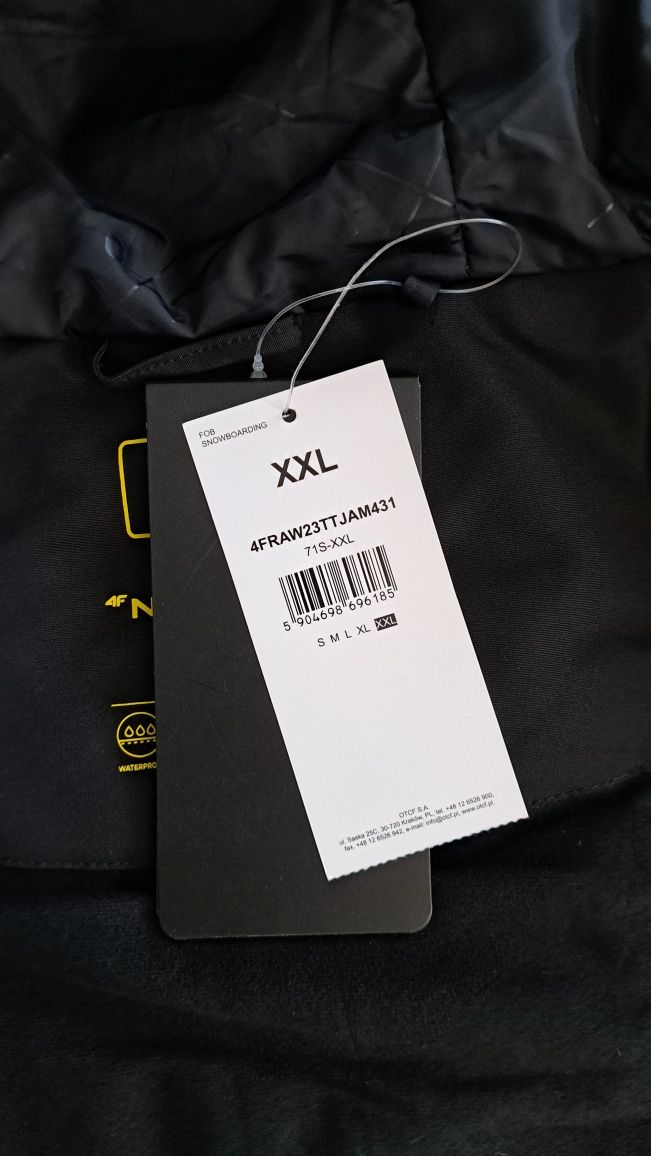 FOB
SNOWBOARDING
XXL
4FRAW23TTJAM431
71S-XXL
5 904698 696185
S M L XL XXL
OTCF S.A.
ul. Saska 25C, 30-720 Kraków, PL, tel. +48 12 6526 900,
fax. +48 12 6526 942, e-mail: info@otcf.pl, www.otcf.pl
4F